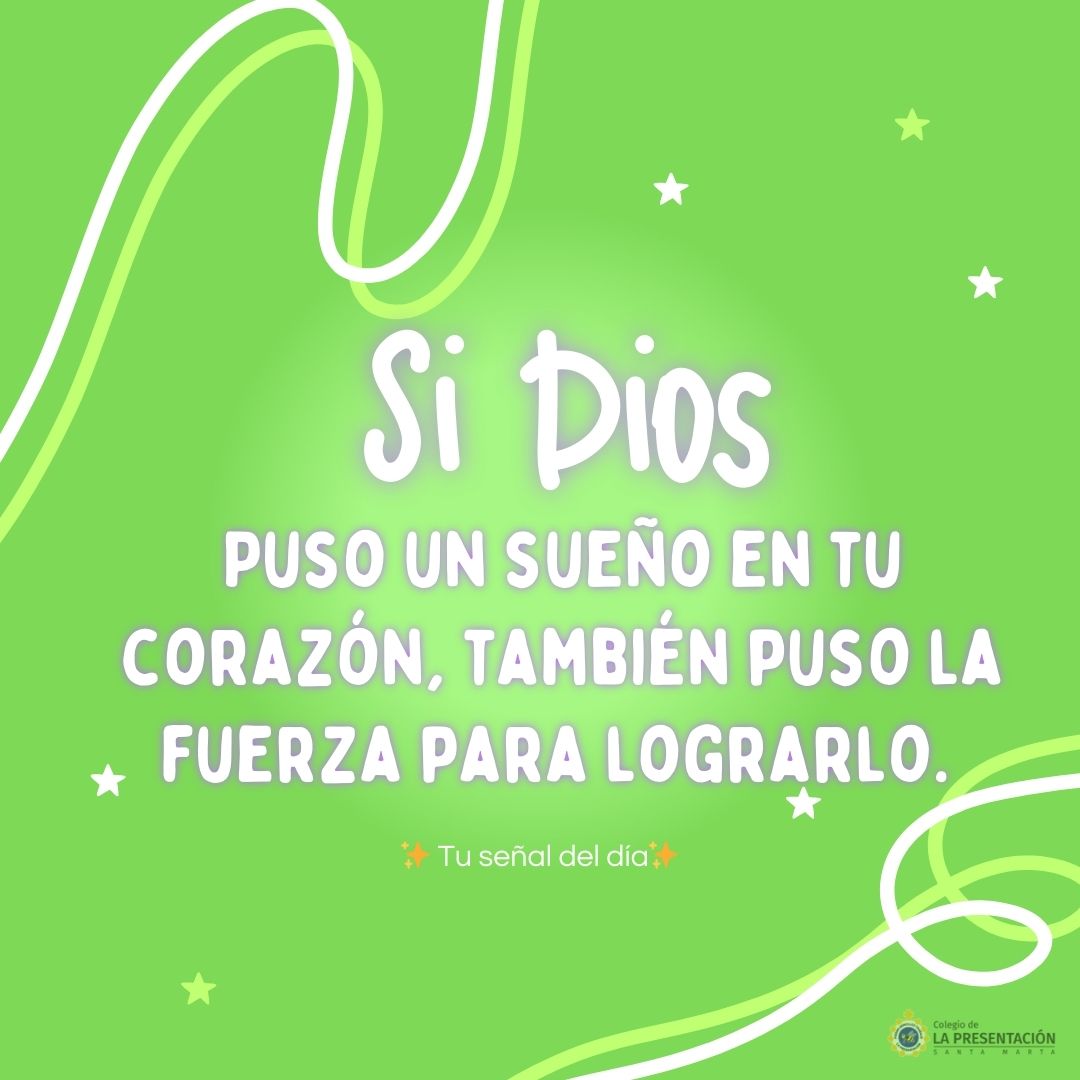 Si Dios
PUSO UN SUEÑO EN TU
CORAZÓN, TAMBIÉN PUSO LA
FUERZA PARA LOGRARLO.
✨ Tu señal del día✨
Colegio de
LA PRESENTACIÓN
SANTA MARTA